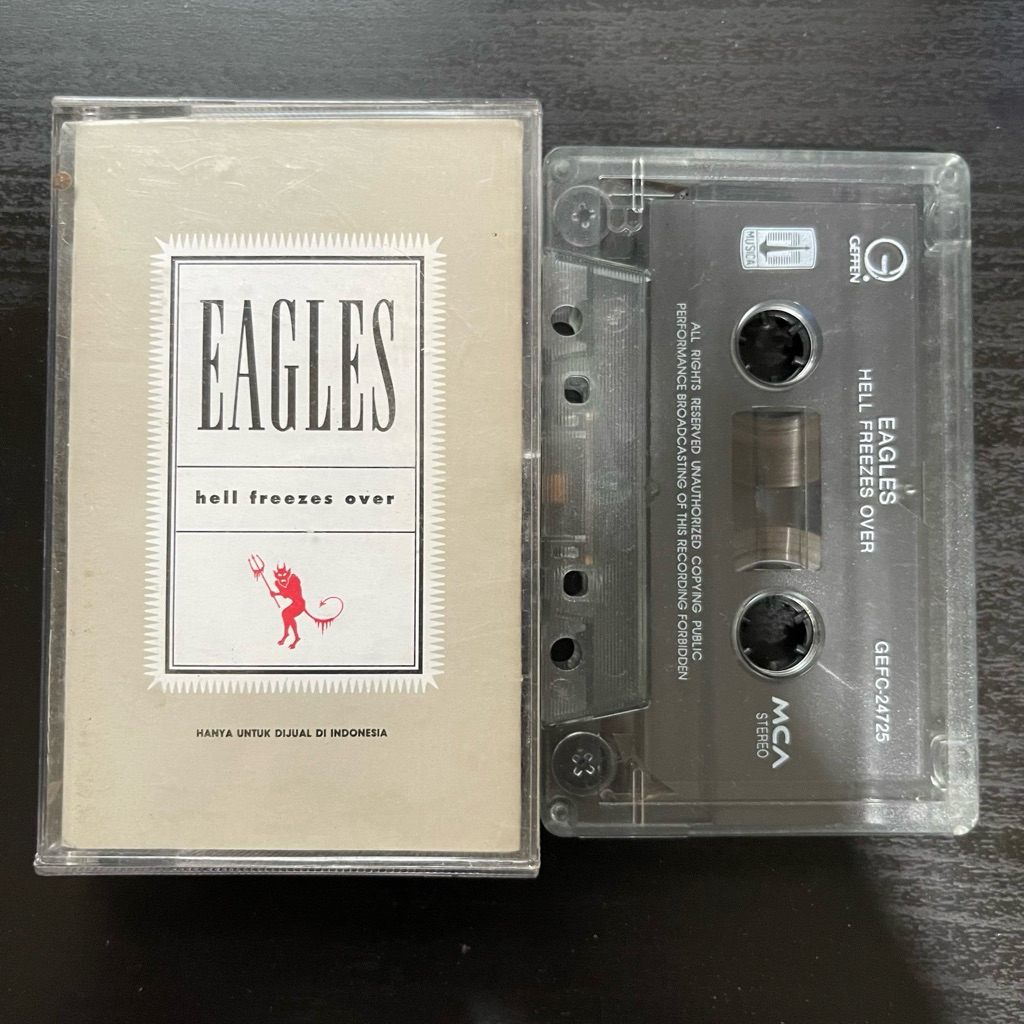 EAGLES
hell freezes over
HANYA UNTUK DIJUAL DI INDONESIA
B
MUSICA
GEFFEN
EAGLES
HELL FREEZES OVER
GEFC-24725
MCA
STEREO
ALL RIGHTS RESERVED UNAUTHORIZED COPYING PUBLIC
PERFORMANCE BROADCASTING OF THIS RECORDING FORBIDDEN